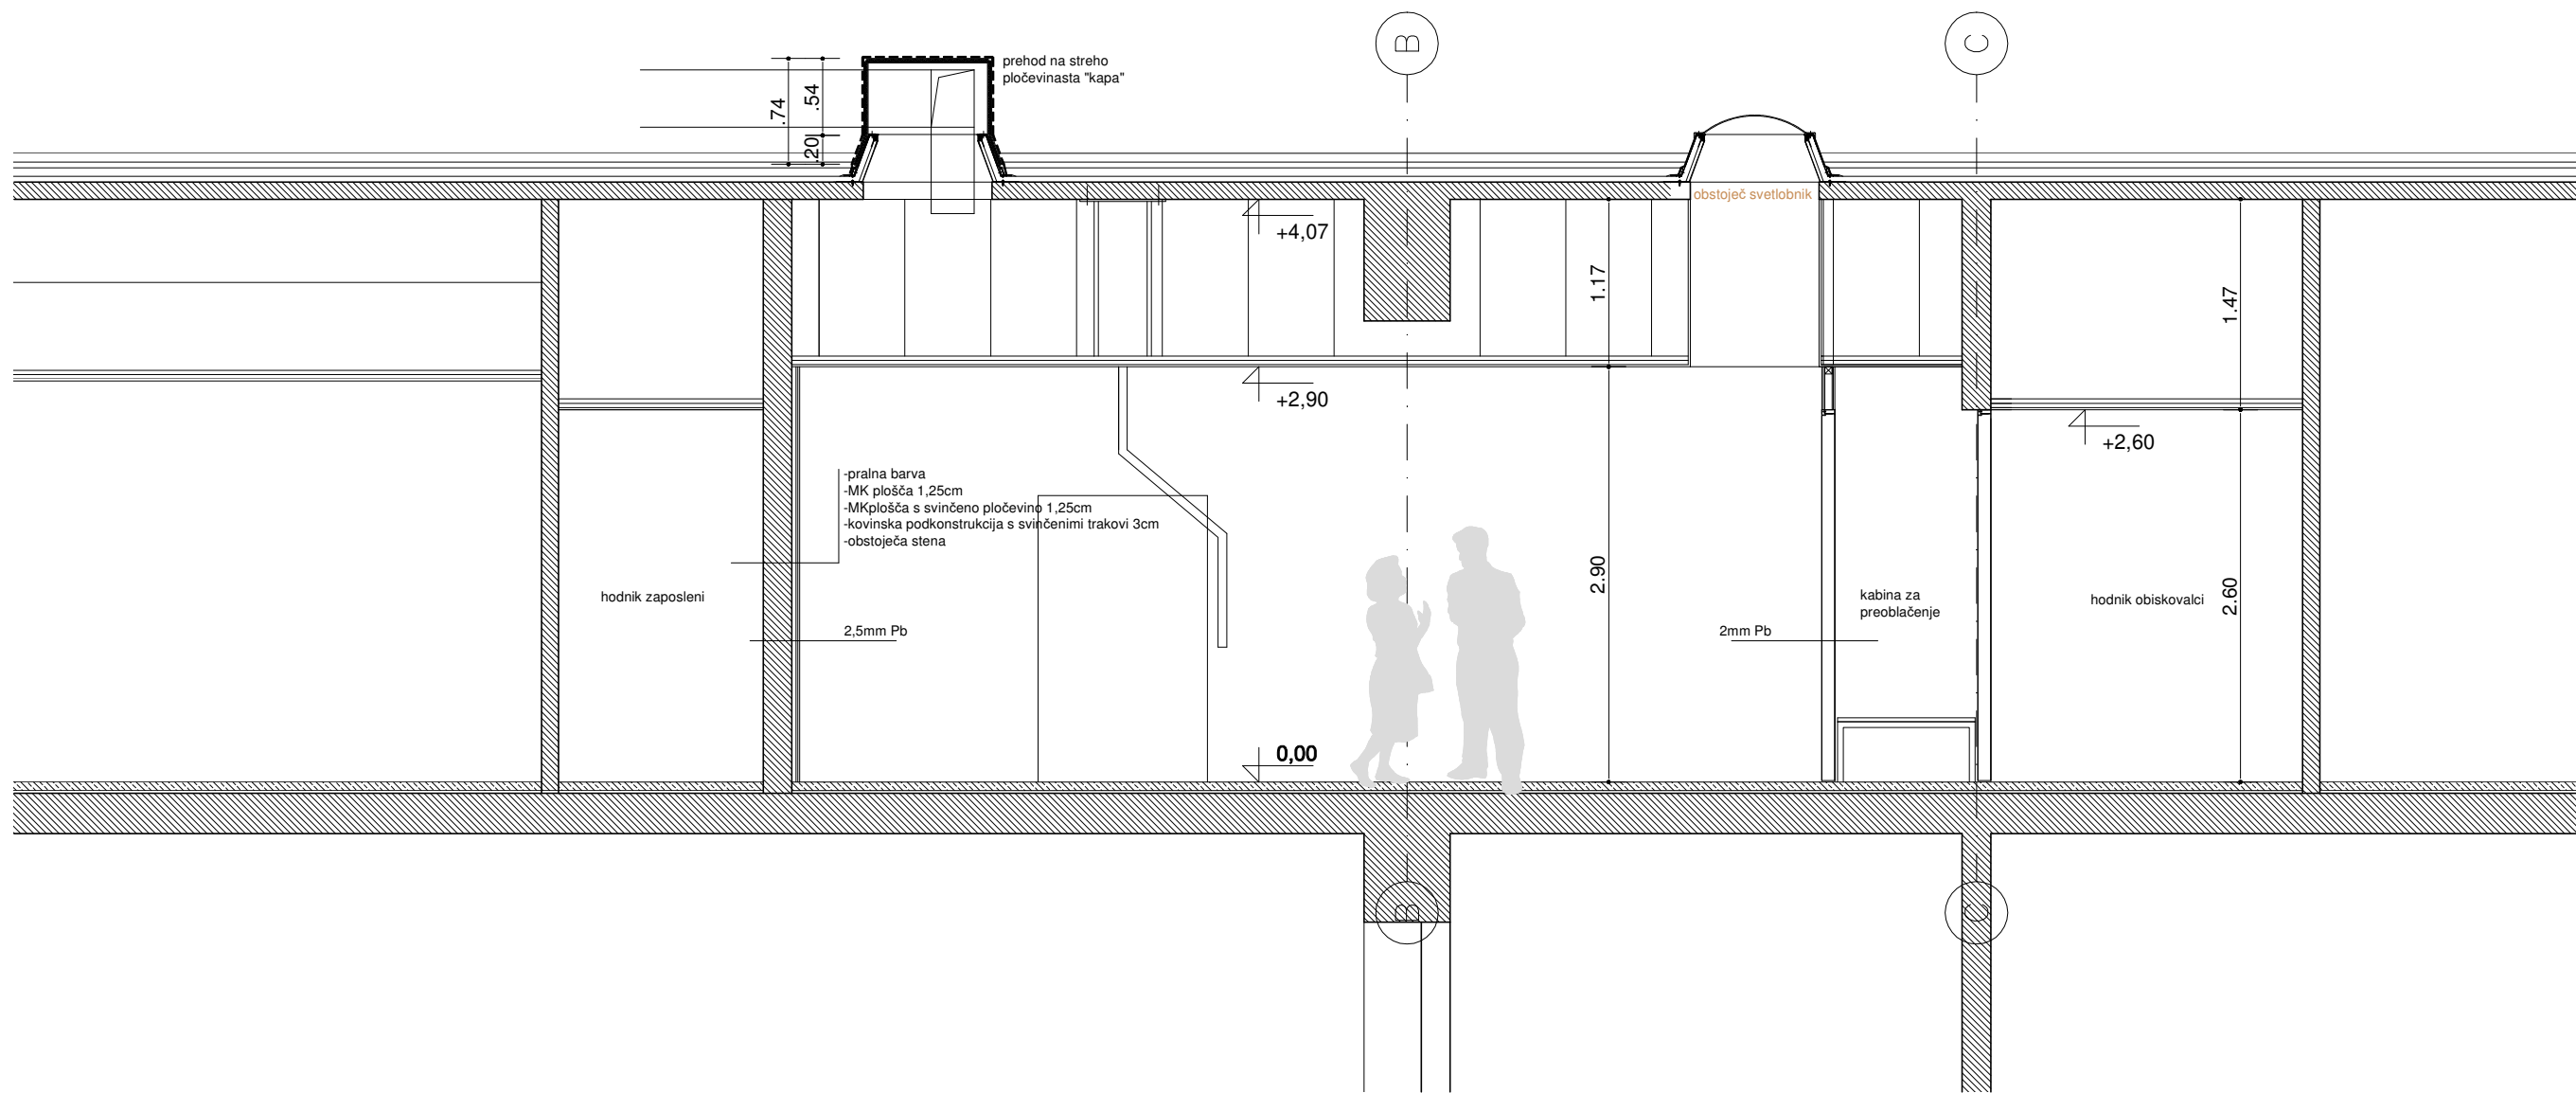 B
C
prehod na streho
pločevinasta "kapa"
.74
.54
.20
obstoječ svetlobnik
+4,07
1.17
1.47
+2,90
+2,60
-pralna barva
-MK plošča 1,25cm
-MKplošča s svinčeno pločevino 1,25cm
-kovinska podkonstrukcija s svinčenimi trakovi 3cm
-obstoječa stena
hodnik zaposleni
2,5mm Pb
2.90
2mm Pb
kabina za
preoblačenje
hodnik obiskovalci
2.60
0,00
B
C